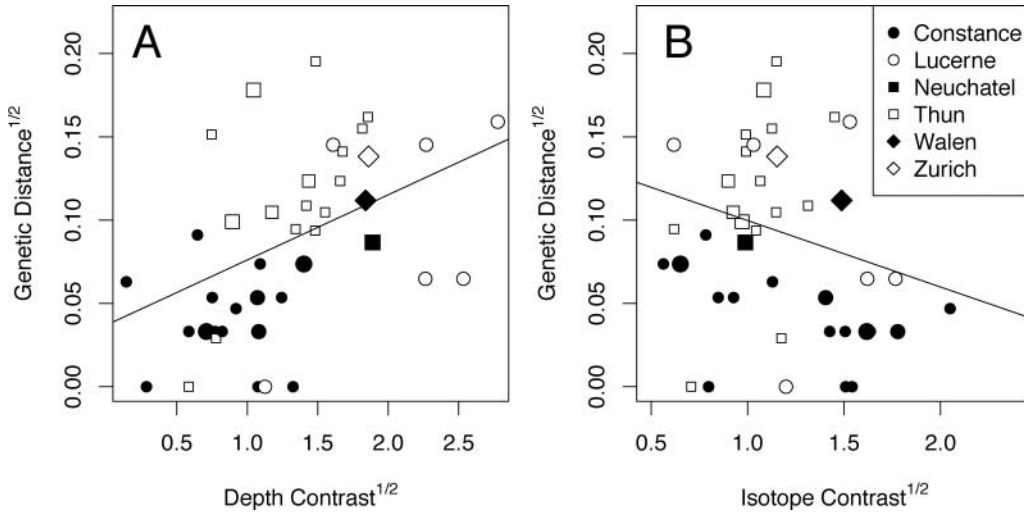 A
Genetic Distance1/2
0.00 0.05 0.10 0.15 0.20
0.5 1.0 1.5 2.0 2.5
Depth Contrast1/2
B
Genetic Distance1/2
0.00 0.05 0.10 0.15 0.20
0.5 1.0 1.5 2.0
Isotope Contrast1/2
Constance
Lucerne
Neuchatel
Thun
Walen
Zurich